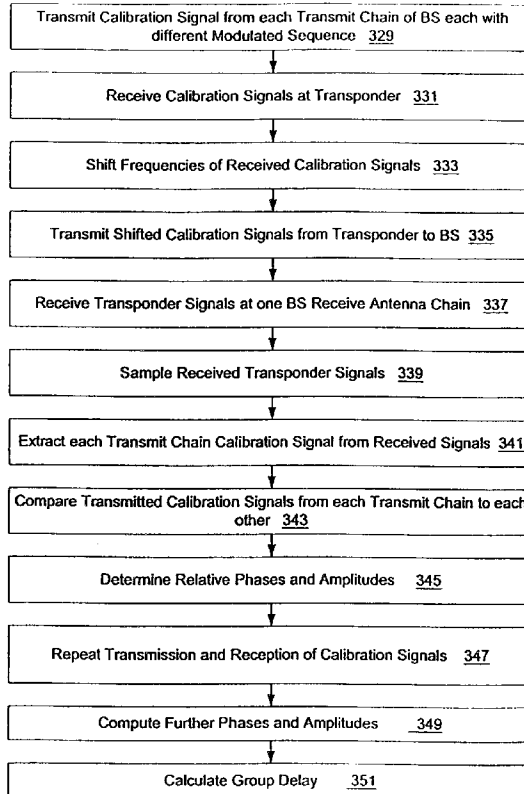 Transmit Calibration Signal from each Transmit Chain of BS each with
different Modulated Sequence 329
Receive Calibration Signals at Transponder 331
Shift Frequencies of Received Calibration Signals 333
Transmit Shifted Calibration Signals from Transponder to BS 335
Receive Transponder Signals at one BS Receive Antenna Chain 337
Sample Received Transponder Signals 339
Extract each Transmit Chain Calibration Signal from Received Signals 341
Compare Transmitted Calibration Signals from each Transmit Chain to each
other 343
Determine Relative Phases and Amplitudes 345
Repeat Transmission and Reception of Calibration Signals 347
Compute Further Phases and Amplitudes 349
Calculate Group Delay 351